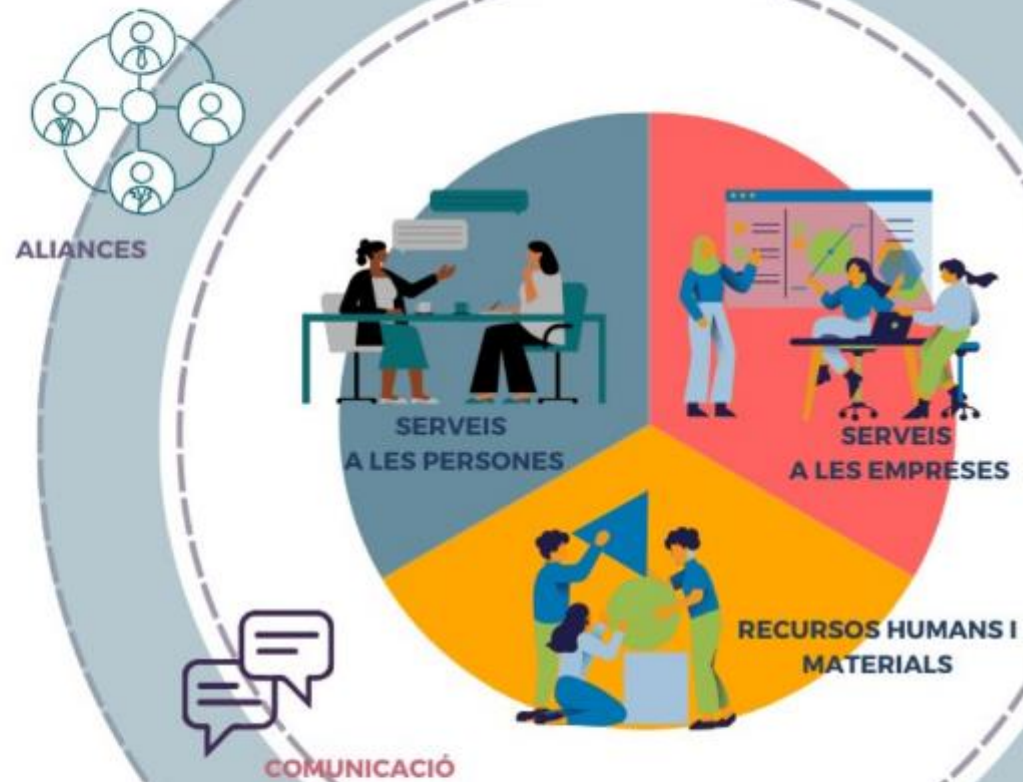 ALIANCES
SERVEIS
A LES PERSONES
SERVEIS
A LES EMPRESES
RECURSOS HUMANS I
MATERIALS
COMUNICACIÓ